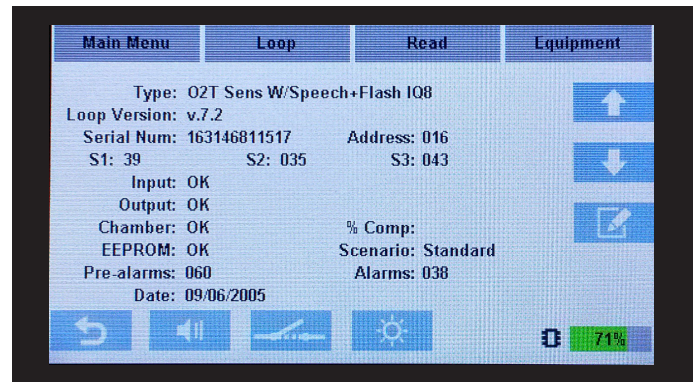 Main Menu Loop Read Equipment
Type: O2T Sens W/Speech+Flash IQ8
Loop Version: v.7.2
Serial Num: 163146811517 Address: 016
S1: 39 S2: 035 S3: 043
Input: OK
Output: OK
Chamber: OK % Comp:
EEPROM: OK Scenario: Standard
Pre-alarms: 060 Alarms: 038
Date: 09/06/2005
71%